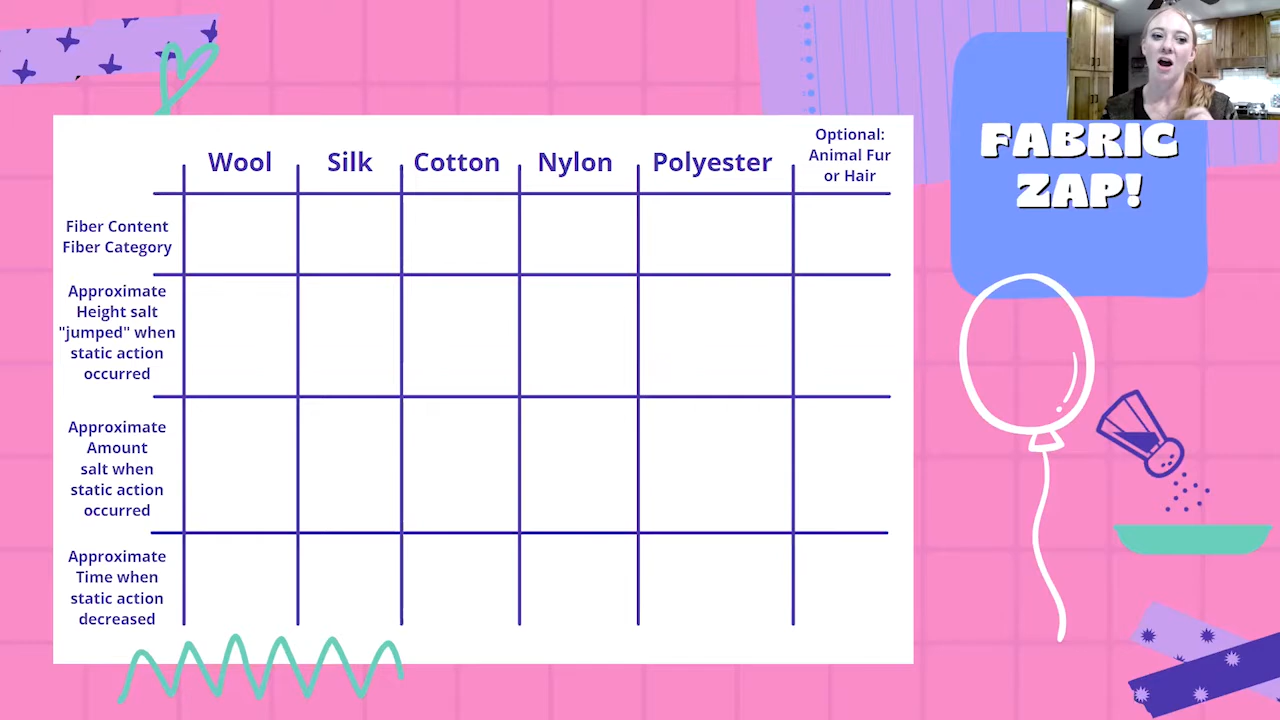 FABRIC
ZAP!
Wool Silk Cotton Nylon Polyester
Optional:
Animal Fur
or Hair
Fiber Content
Fiber Category
Approximate
Height salt
"jumped" when
static action
occurred
Approximate
Amount
salt when
static action
occurred
Approximate
Time when
static action
decreased